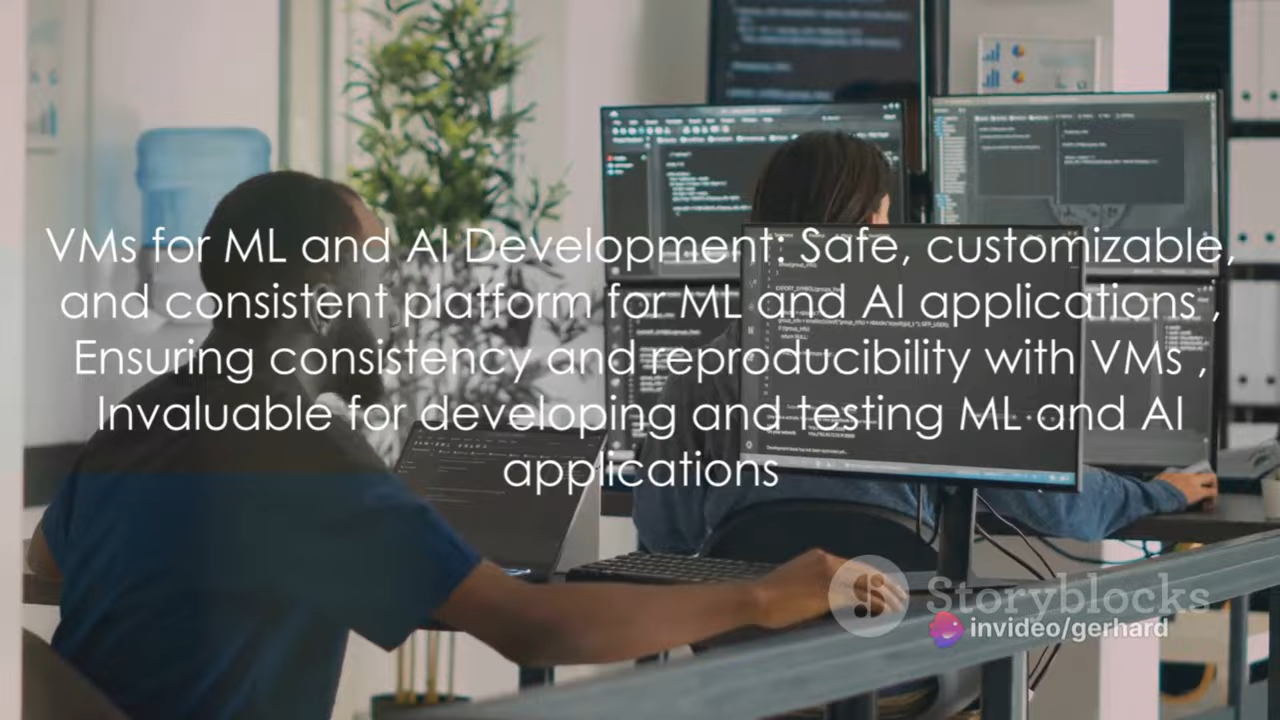 VMs for ML and AI Development: Safe, customizable,
and consistent platform for ML and AI applications ,
Ensuring consistency and reproducibility with VMs ,
Invaluable for developing and testing ML and AI
applications
Storyblocks
invideo/gerhard